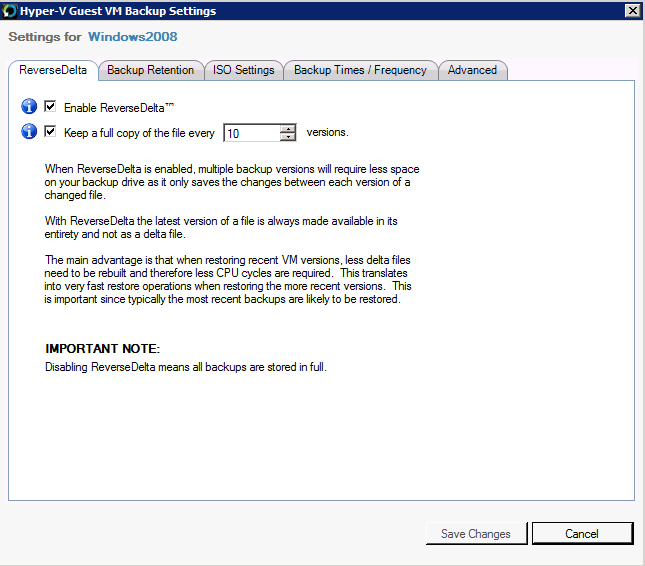 Hyper-V Guest VM Backup Settings
Settings for Windows2008
ReverseDelta Backup Retention ISO Settings Backup Times / Frequency Advanced
Enable ReverseDelta™
Keep a full copy of the file every 10 versions.
When ReverseDelta is enabled, multiple backup versions will require less space
on your backup drive as it only saves the changes between each version of a
changed file.
With ReverseDelta the latest version of a file is always made available in its
entirety and not as a delta file.
The main advantage is that when restoring recent VM versions, less delta files
need to be rebuilt and therefore less CPU cycles are required. This translates
into very fast restore operations when restoring the more recent versions. This
is important since typically the most recent backups are likely to be restored.
IMPORTANT NOTE:
Disabling ReverseDelta means all backups are stored in full.
Save Changes Cancel